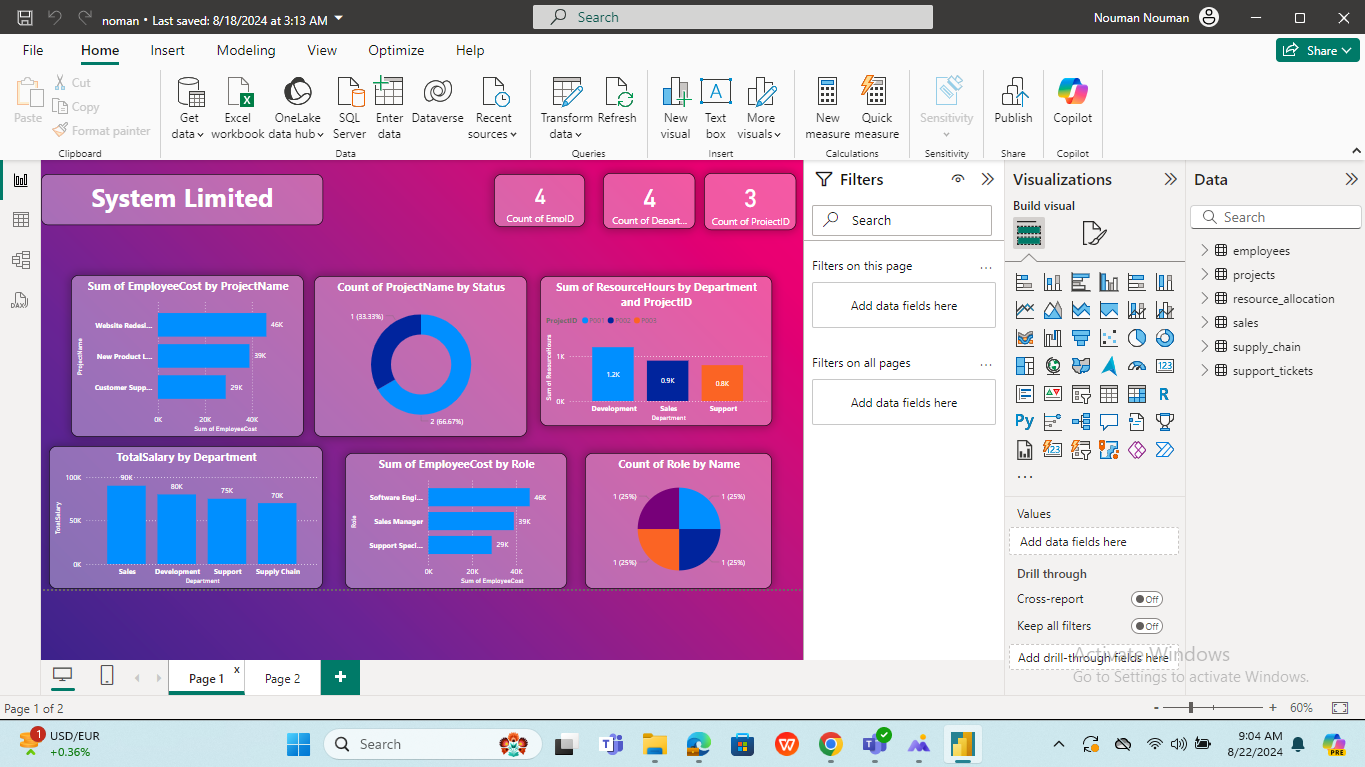 noman • Last saved: 8/18/2024 at 3:13 AM
Search
Nouman Nouman
File Home Insert Modeling View Optimize Help
Share
Paste
Cut
Copy
Format painter
Clipboard
Get data
Excel workbook
OneLake data hub
SQL Server
Enter data
Dataverse
Recent sources
Data
Transform data
Refresh
Queries
New visual
Text box
More visuals
Insert
New measure
Quick measure
Calculations
Sensitivity
Sensitivity
Publish
Share
Copilot
Copilot
System Limited
4
Count of EmpID
4
Count of Depart...
3
Count of ProjectID
Sum of EmployeeCost by ProjectName
ProjectName
Website Redesi...
46K
New Product L...
39K
Customer Supp...
29K
0K 20K 40K
Sum of EmployeeCost
Count of ProjectName by Status
1 (33.33%)
2 (66.67%)
Sum of ResourceHours by Department
and ProjectID
ProjectID P001 P002 P003
Sum of ResourceHours
1K
0K
1.2K
0.9K
0.8K
Development Sales Support
Department
TotalSalary by Department
TotalSalary
100K
50K
0K
90K
80K
75K
70K
Sales Development Support Supply Chain
Department
Sum of EmployeeCost by Role
Role
Software Engi...
46K
Sales Manager
39K
Support Speci...
29K
0K 20K 40K
Sum of EmployeeCost
Count of Role by Name
1 (25%)
1 (25%)
1 (25%)
1 (25%)
Filters
Search
Filters on this page
...
Add data fields here
Filters on all pages
...
Add data fields here
Visualizations
Build visual
123
R
Py
123
...
Values
Add data fields here
Drill through
Cross-report
Off
Keep all filters
Off
Add drill-through fields here
Data
Search
employees
projects
resource_allocation
sales
supply_chain
support_tickets
Activate Windows
Go to Settings to activate Windows.
Page 1
x
Page 2
+
Page 1 of 2
- + 60%
1
USD/EUR
+0.36%
Search
9:04 AM
8/22/2024
PRE